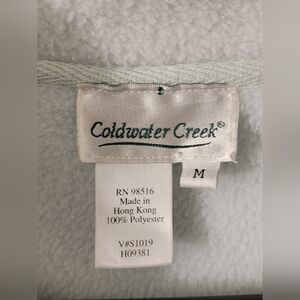 Coldwater Creek®
M
RN 98516
Made in
Hong Kong
100% Polyester
V#S1019
H09381